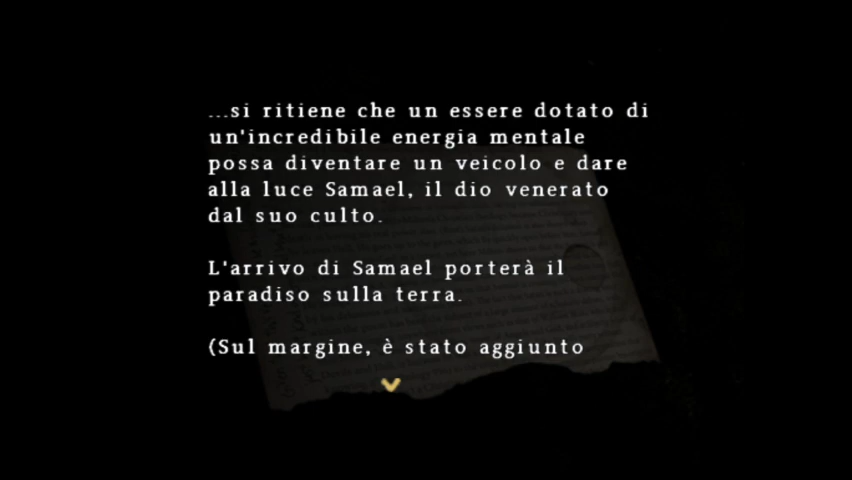 ...si ritiene che un essere dotato di
un'incredibile energia mentale
possa diventare un veicolo e dare
alla luce Samael, il dio venerato
dal suo culto.
L'arrivo di Samael porterà il
paradiso sulla terra.
(Sul margine, è stato aggiunto